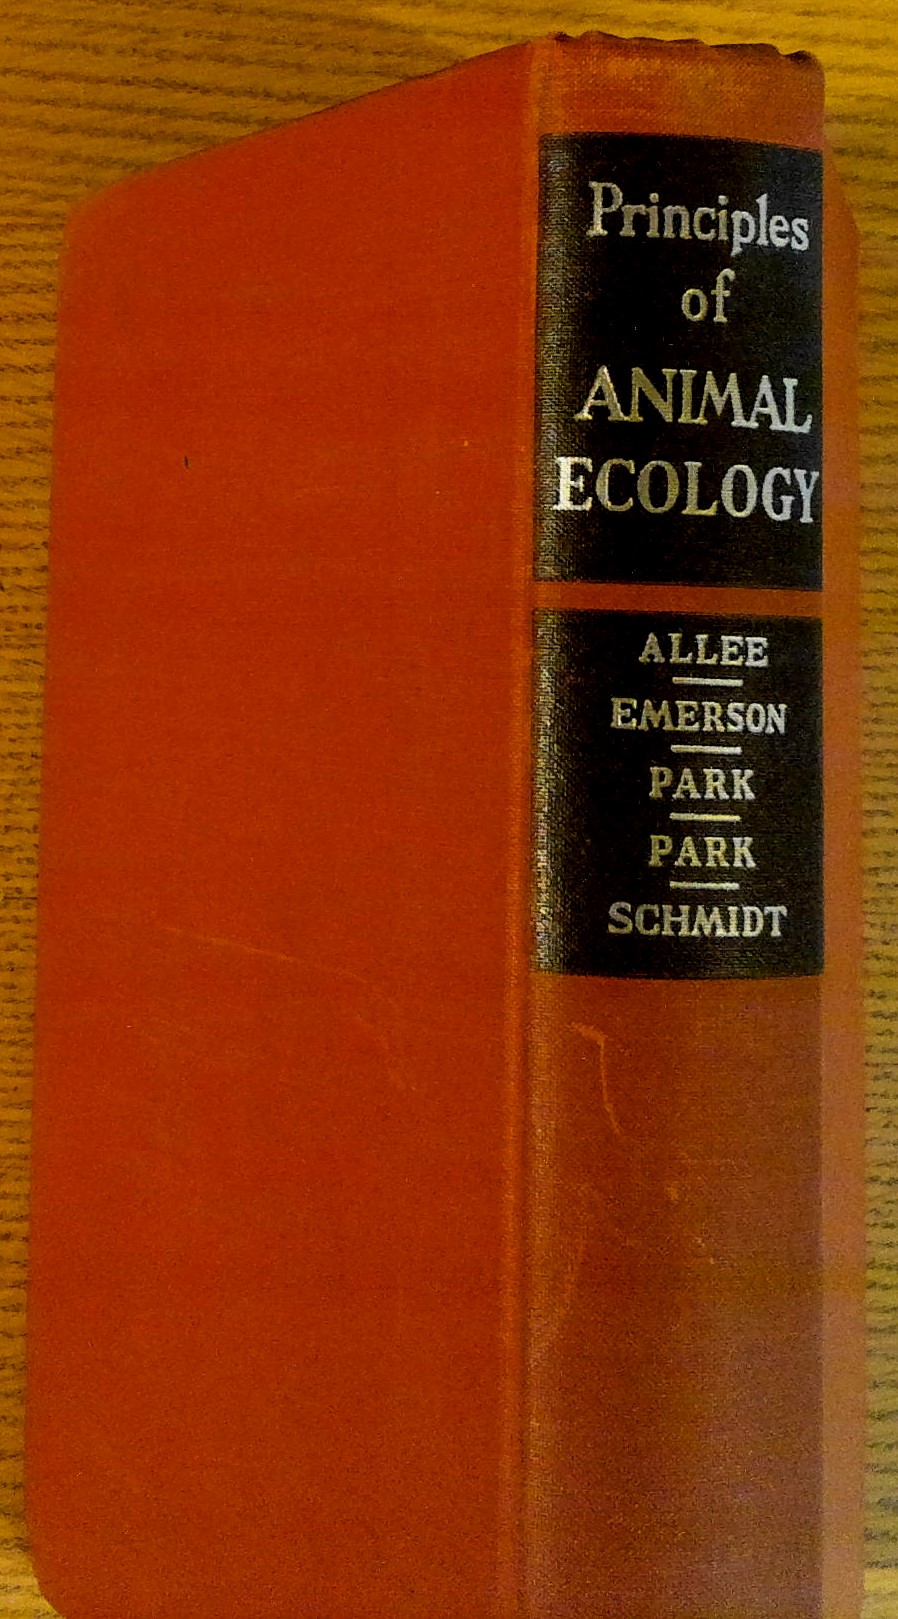 Principles
of
ANIMAL
ECOLOGY
ALLEE
EMERSON
PARK
PARK
SCHMIDT